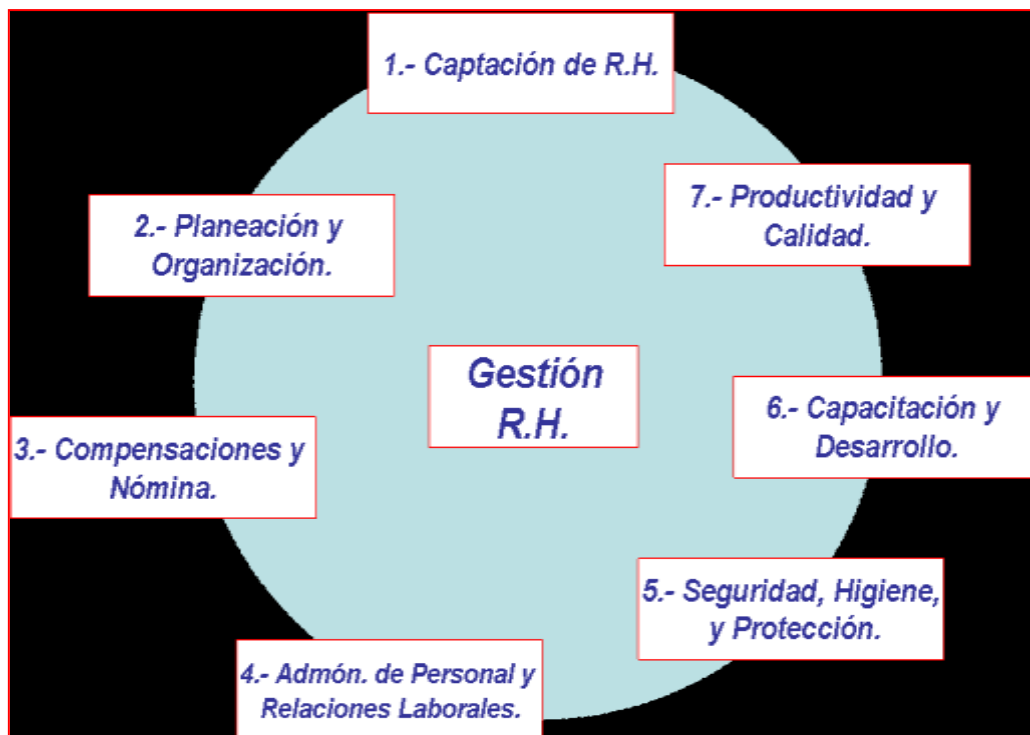 1.- Captación de R.H.
2.- Planeación y
Organización.
3.- Compensaciones y
Nómina.
4.- Admón. de Personal y
Relaciones Laborales.
5.- Seguridad, Higiene,
y Protección.
6.- Capacitación y
Desarrollo.
7.- Productividad y
Calidad.
Gestión
R.H.